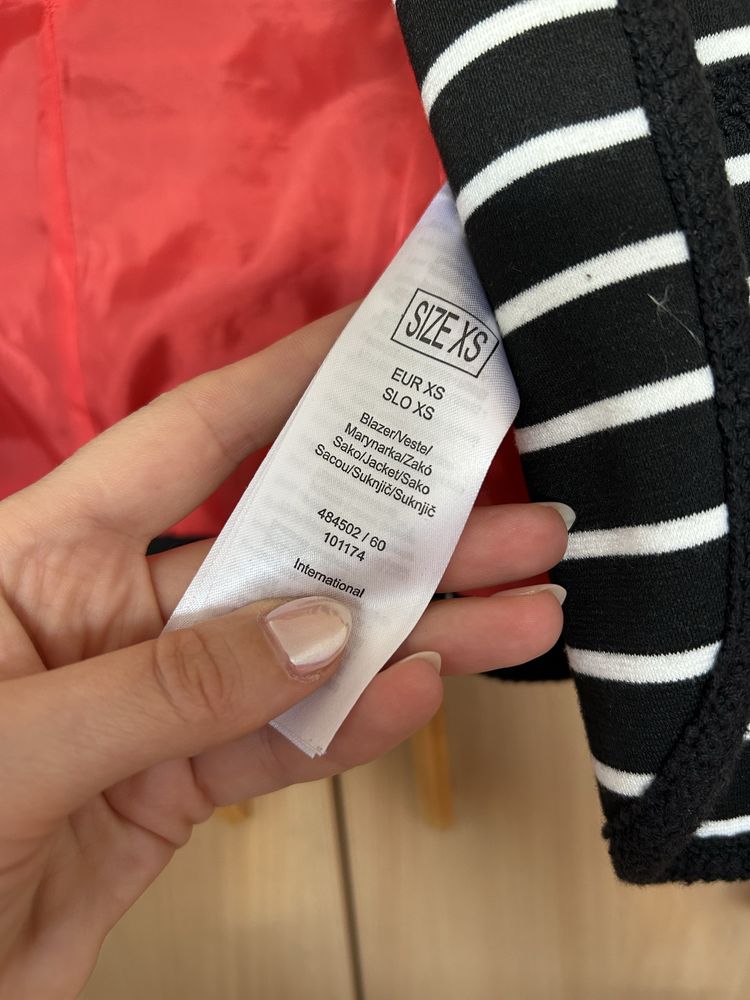 SIZE XS
EUR XS
SLO XS
Blazer/Veste/
Marynarka/Zakó
Sako/Jacket/Sako
Sacou/Suknjič/Suknjič
484502 / 60
101174
International